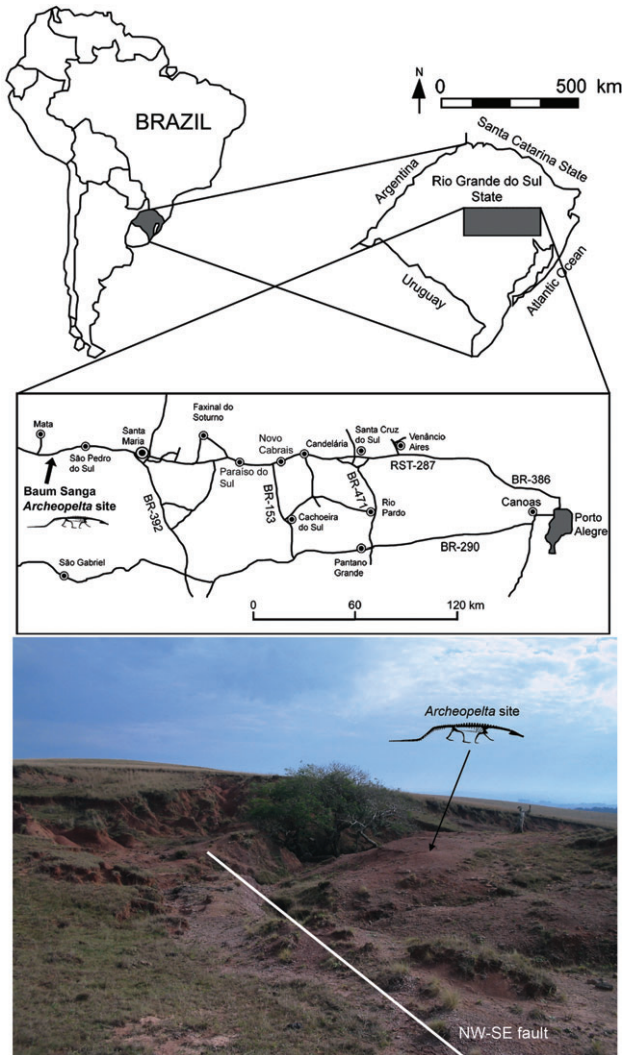 BRAZIL
N
0 500 km
Santa Catarina State
Argentina
Rio Grande do Sul
State
Uruguay
Atlantic Ocean
Mata
São Pedro
do Sul
Santa
Maria
Faxinal do
Soturno
Paraíso do
Sul
Novo
Cabrais
Candelária
Santa Cruz
do Sul
Venâncio
Aires
RST-287
BR-386
Baum Sanga
Archeopelta site
BR-392
BR-153
BR-471
Cachoeira
do Sul
Rio
Pardo
Canoas
Porto
Alegre
São Gabriel
Pantano
Grande
BR-290
0 60 120 km
Archeopelta site
NW-SE fault